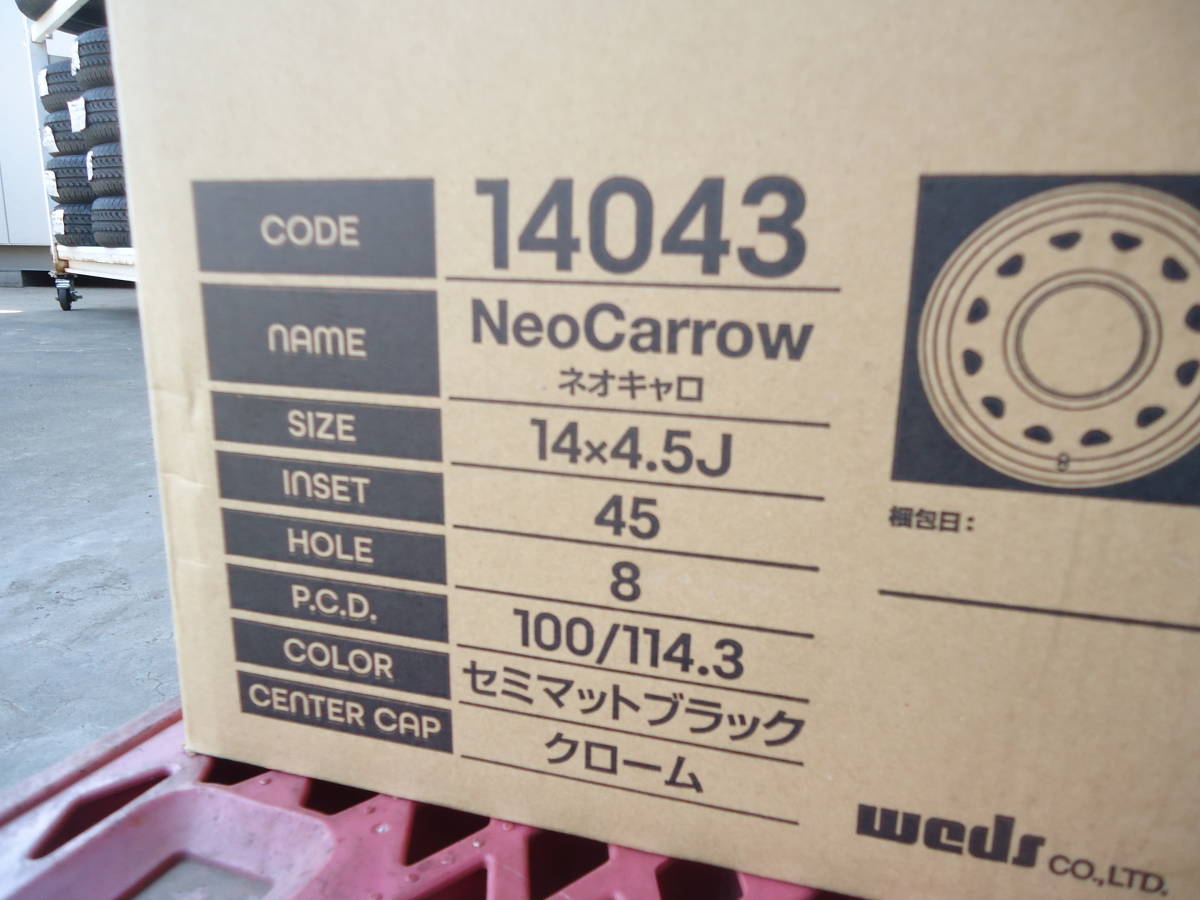 CODE 14043
NAME NeoCarrow
ネオキャロ
SIZE 14×4.5J
INSET 45
HOLE 8
P.C.D. 100/114.3
COLOR セミマットブラック
CENTER CAP クローム
梱包日:
weds CO.,LTD.